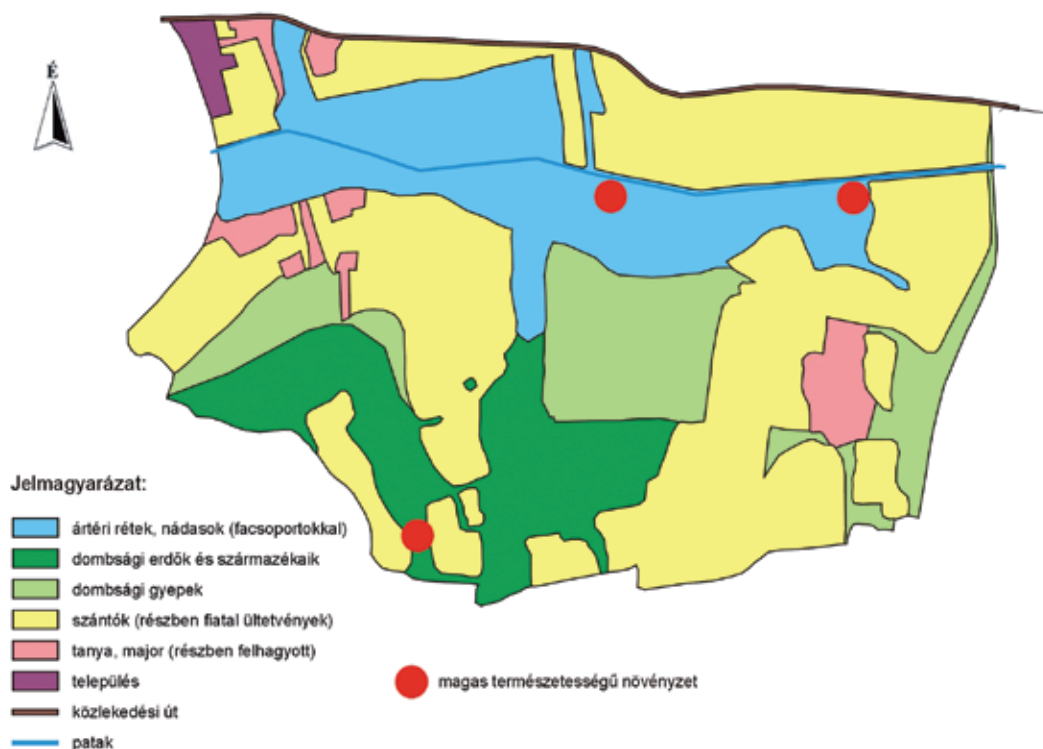 É
Jelmagyarázat:
ártéri rétek, nádasok (facsoportokkal)
dombsági erdők és származékaik
dombsági gyepek
szántók (részben fiatal ültetvények)
tanya, major (részben felhagyott)
település
közlekedési út
patak
magas természetességű növényzet